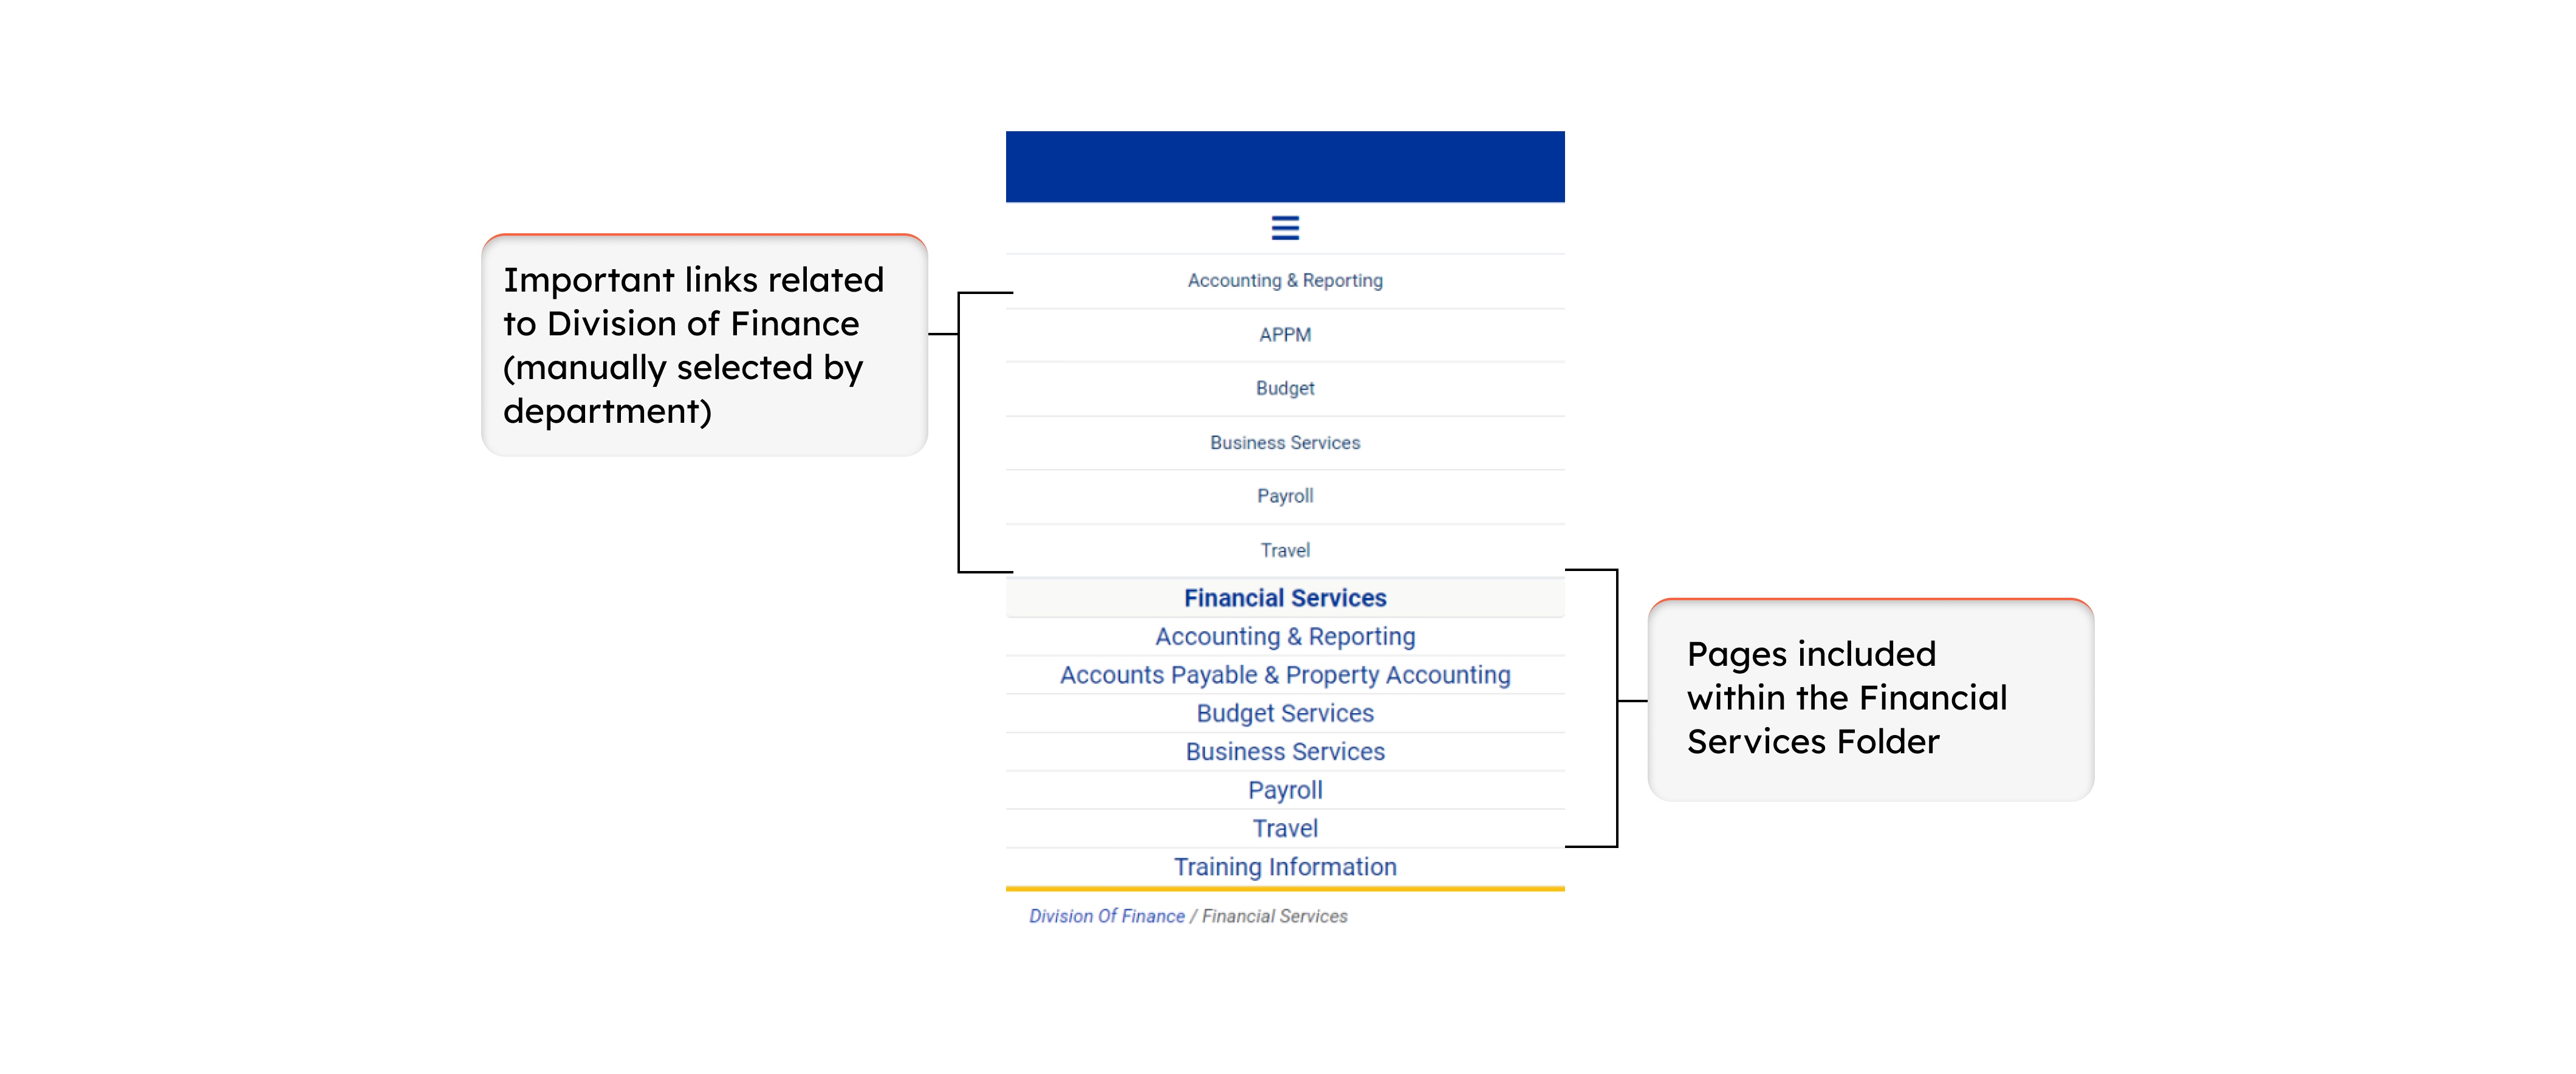 Important links related
to Division of Finance
(manually selected by
department)
Accounting & Reporting
APPM
Budget
Business Services
Payroll
Travel
Financial Services
Accounting & Reporting
Accounts Payable & Property Accounting
Budget Services
Business Services
Payroll
Travel
Training Information
Division Of Finance / Financial Services
Pages included
within the Financial
Services Folder